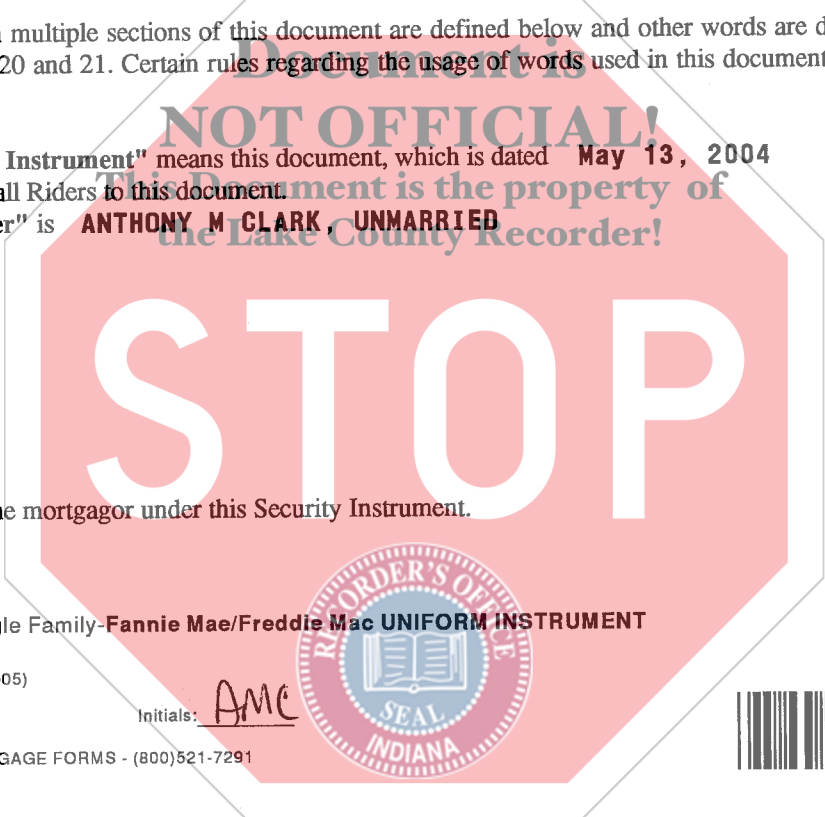 multiple sections of this document are defined below and other words are
20 and 21. Certain rules regarding the usage of words used in this document
Document is
NOT OFFICIAL!
Instrument" means this document, which is dated May 13, 2004
This Document is the property of
all Riders to this document.
er" is ANTHONY M CLARK, UNMARRIED
the Lake County Recorder!
STOP
e mortgagor under this Security Instrument.
RECORDER'S OFFICE
SEAL
INDIANA
gle Family-Fannie Mae/Freddie Mac UNIFORM INSTRUMENT
05)
Initials: AMC
GAGE FORMS - (800)521-7291